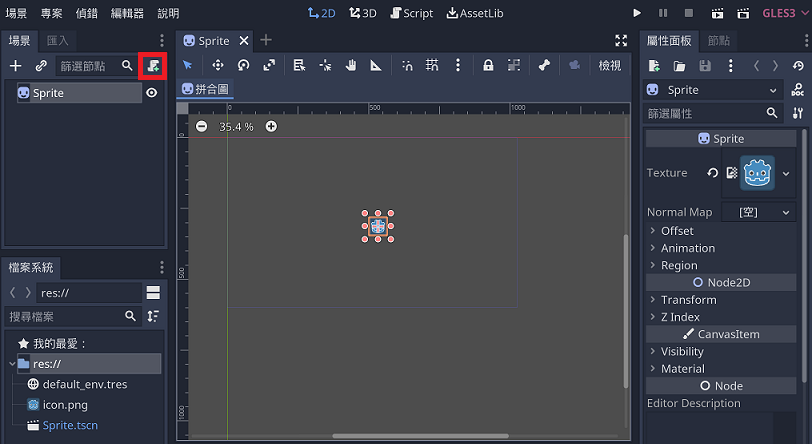 場景 專案 偵錯 編輯器 說明 2D 3D Script AssetLib GLES3
場景 匯入
篩選節點
Sprite
檔案系統
res://
搜尋檔案
我的最愛：
res://
default_env.tres
icon.png
Sprite.tscn
Sprite
檢視
拼合圖
0 500 1000
35.4 %
0
500
1000
屬性面板 節點
Sprite
篩選屬性
Sprite
Texture
Normal Map [空]
Offset
Animation
Region
Node2D
Transform
Z Index
CanvasItem
Visibility
Material
Node
Editor Description